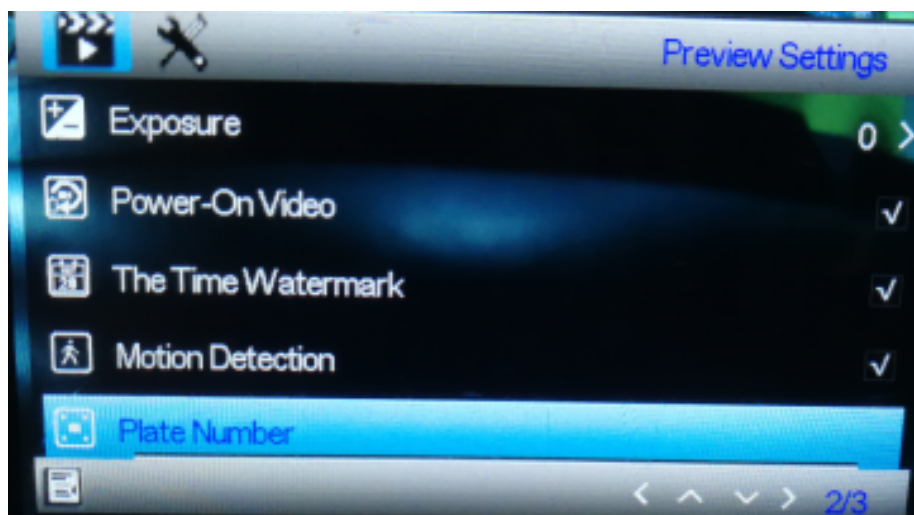 Preview Settings
Exposure 0 >
Power-On Video √
The Time Watermark √
Motion Detection √
Plate Number
2/3